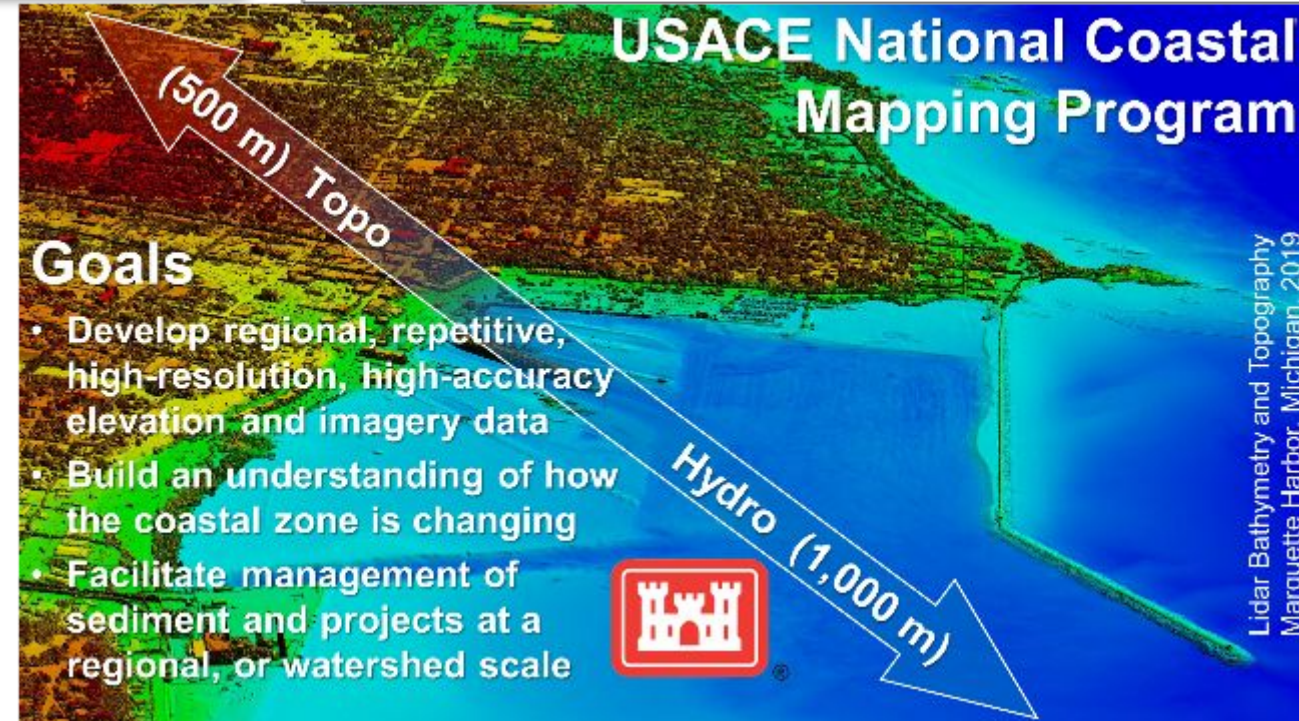 USACE National Coastal
Mapping Program
(500 m) Topo
Goals
• Develop regional, repetitive,
high-resolution, high-accuracy
elevation and imagery data
• Build an understanding of how
the coastal zone is changing
• Facilitate management of
sediment and projects at a
regional, or watershed scale
Hydro (1,000 m)
®
Lidar Bathymetry and Topography
Marquette Harbor, Michigan, 2019